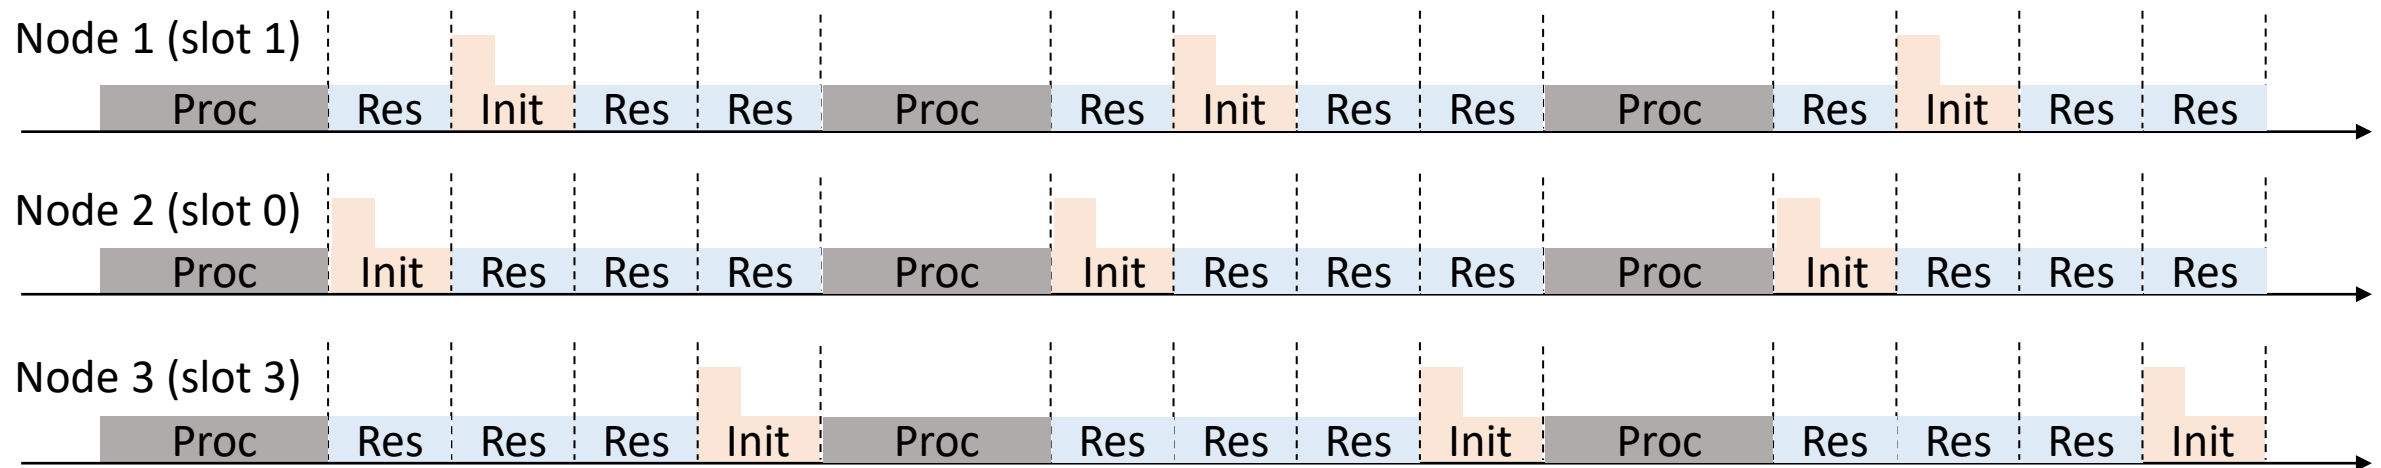 Node 1 (slot 1)
Proc Res Init Res Res Proc Res Init Res Res Proc Res Init Res Res
Node 2 (slot 0)
Proc Init Res Res Res Proc Init Res Res Res Proc Init Res Res Res
Node 3 (slot 3)
Proc Res Res Res Init Proc Res Res Res Init Proc Res Res Res Init